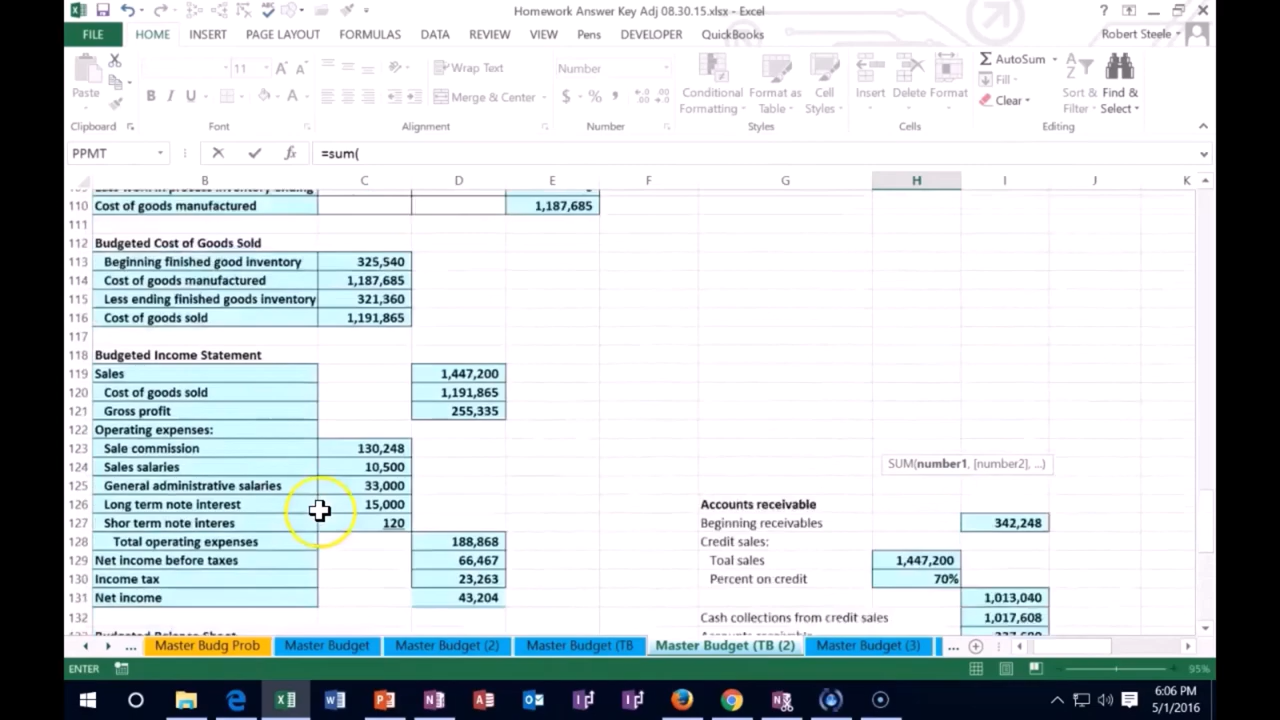 Homework Answer Key Adj 08.30.15.xlsx - Excel
FILE HOME INSERT PAGE LAYOUT FORMULAS DATA REVIEW VIEW Pens DEVELOPER QuickBooks Robert Steele
Paste 11 A A Wrap Text Number Conditional Format as Cell Insert Delete Format AutoSum Sort & Find &
B I U Merge & Center $ % , Formatting Table Styles Fill Filter Select
Clear
Clipboard Font Alignment Number Styles Cells Editing
PPMT =sum(
B C D E F G H I J K
110 Cost of goods manufactured 1,187,685
111
112 Budgeted Cost of Goods Sold
113 Beginning finished good inventory 325,540
114 Cost of goods manufactured 1,187,685
115 Less ending finished goods inventory 321,360
116 Cost of goods sold 1,191,865
117
118 Budgeted Income Statement
119 Sales 1,447,200
120 Cost of goods sold 1,191,865
121 Gross profit 255,335
122 Operating expenses:
123 Sale commission 130,248
124 Sales salaries 10,500 SUM(number1, [number2], ...)
125 General administrative salaries 33,000
126 Long term note interest 15,000 Accounts receivable
127 Shor term note interes 120 Beginning receivables 342,248
128 Total operating expenses 188,868 Credit sales:
129 Net income before taxes 66,467 Toal sales 1,447,200
130 Income tax 23,263 Percent on credit 70%
131 Net income 43,204 1,013,040
132 Cash collections from credit sales 1,017,608
... Master Budg Prob Master Budget Master Budget (2) Master Budget (TB Master Budget (TB (2) Master Budget (3) ...
ENTER 95%
6:06 PM
5/1/2016